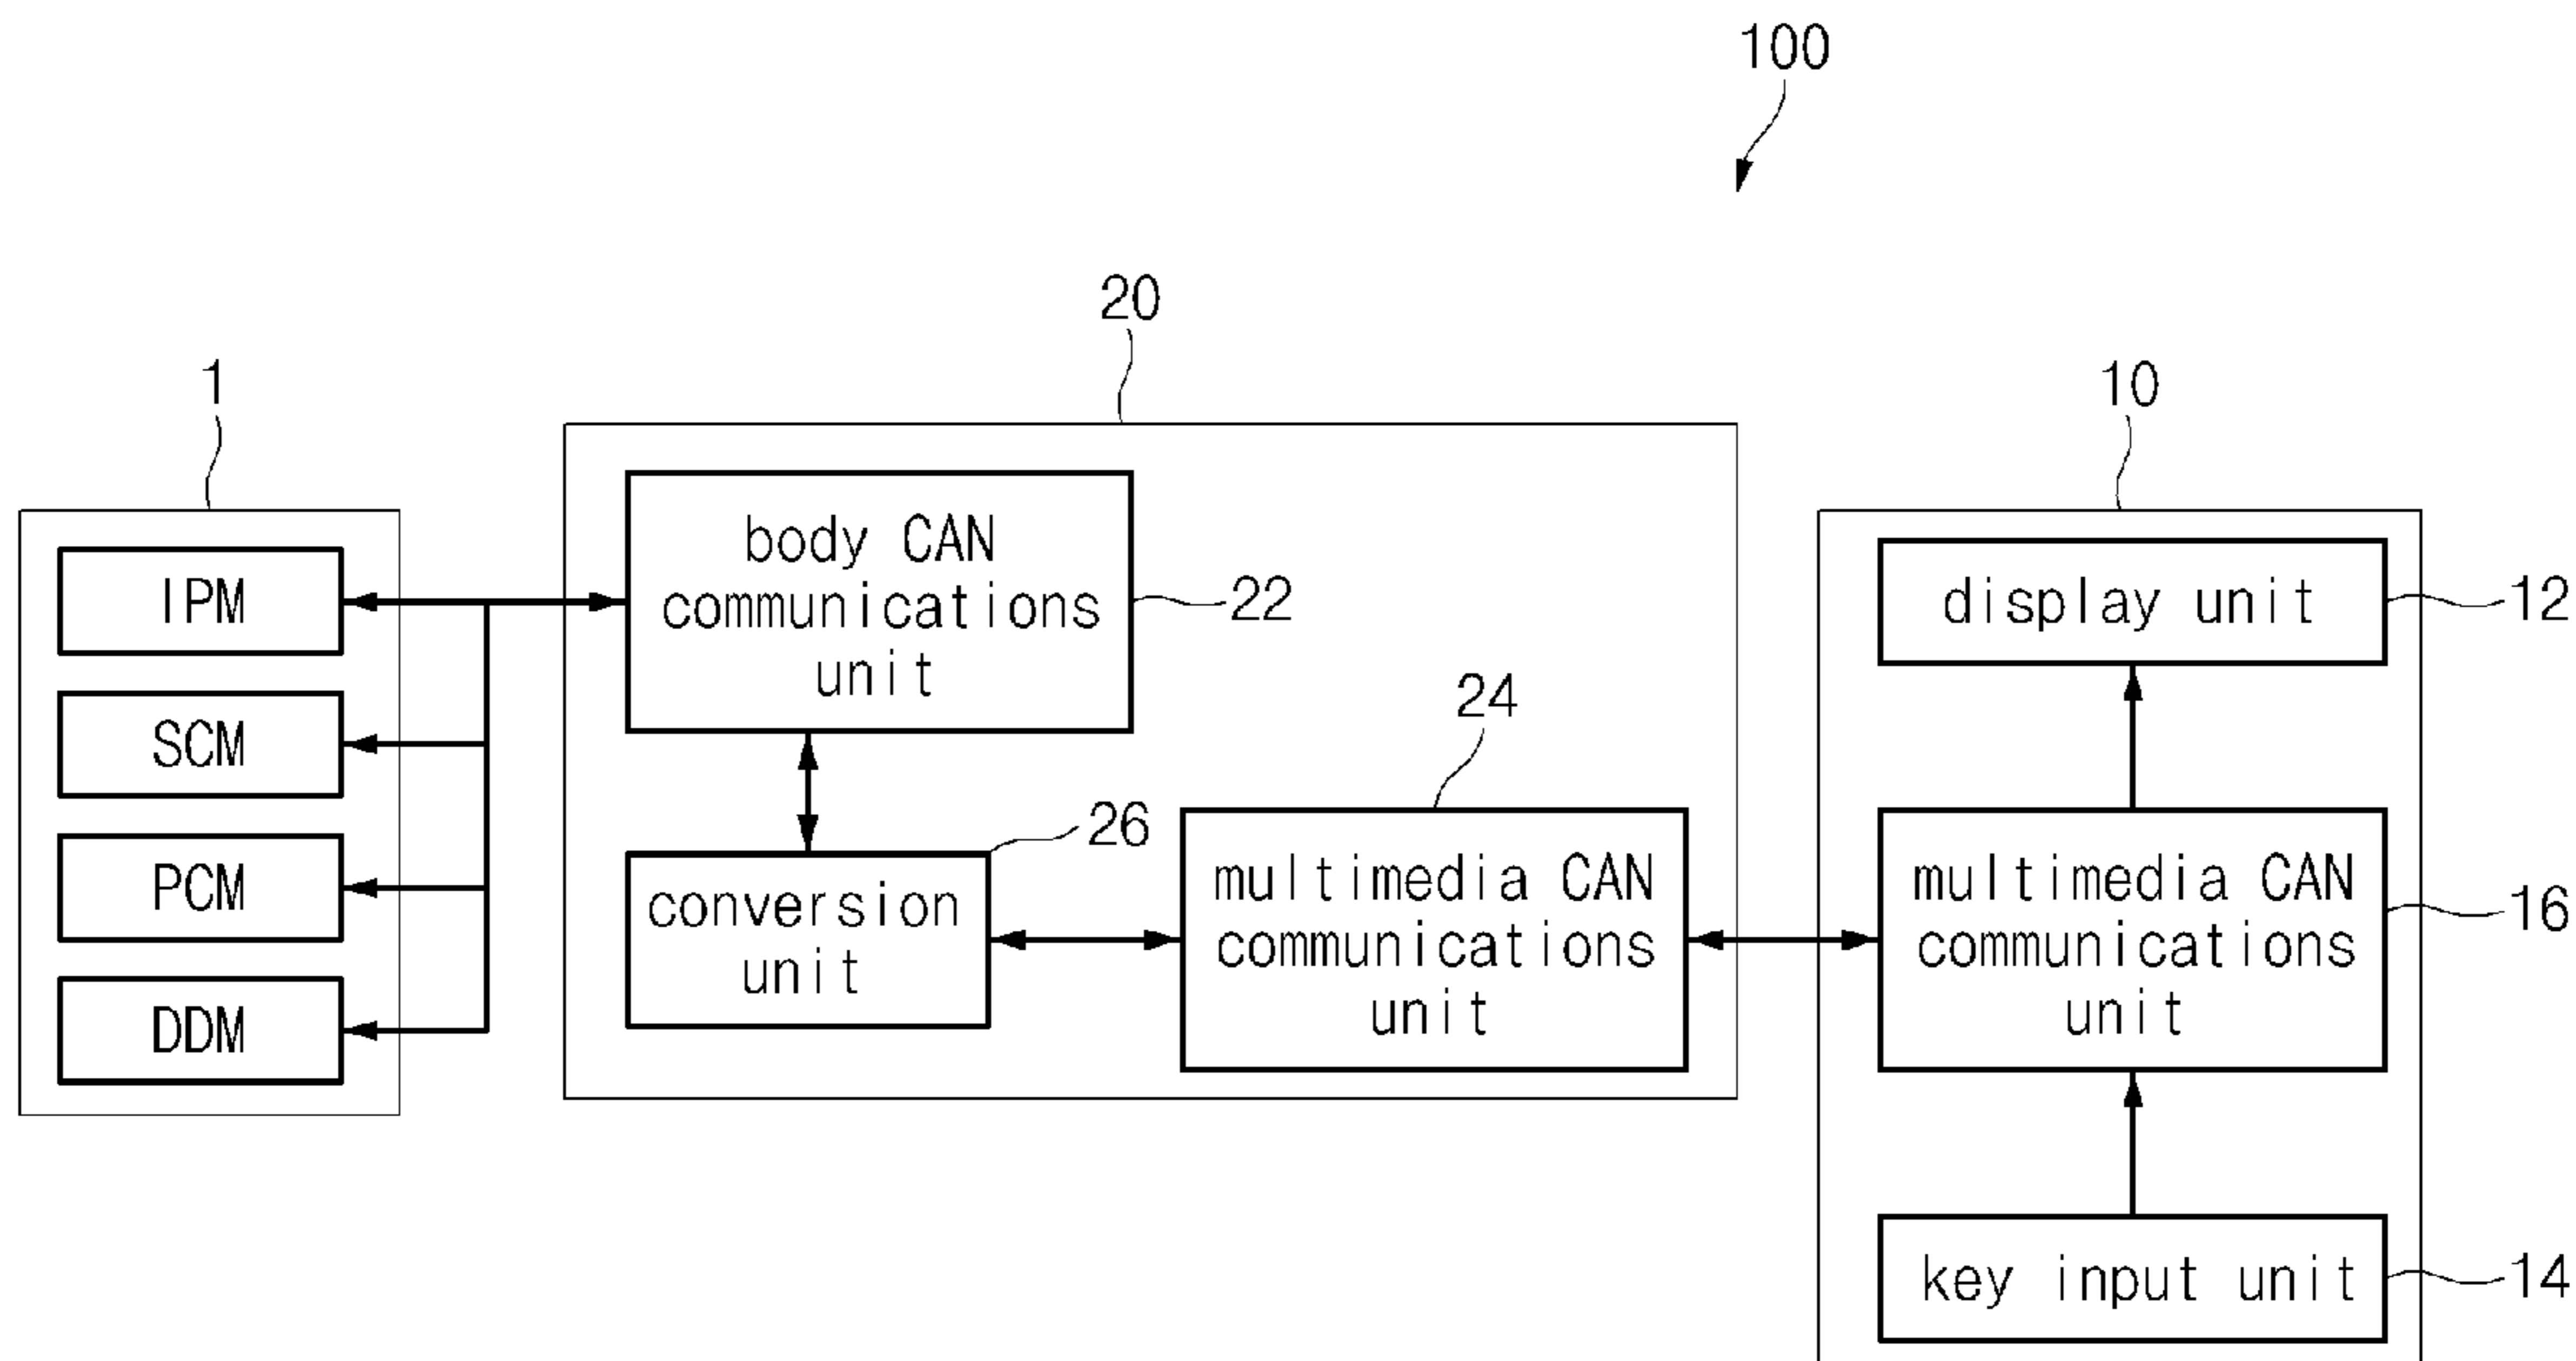 100
20
1
10
IPM
SCM
PCM
DDM
body CAN
communications
unit
22
24
26
conversion
unit
multimedia CAN
communications
unit
display unit
12
multimedia CAN
communications
unit
16
key input unit
14